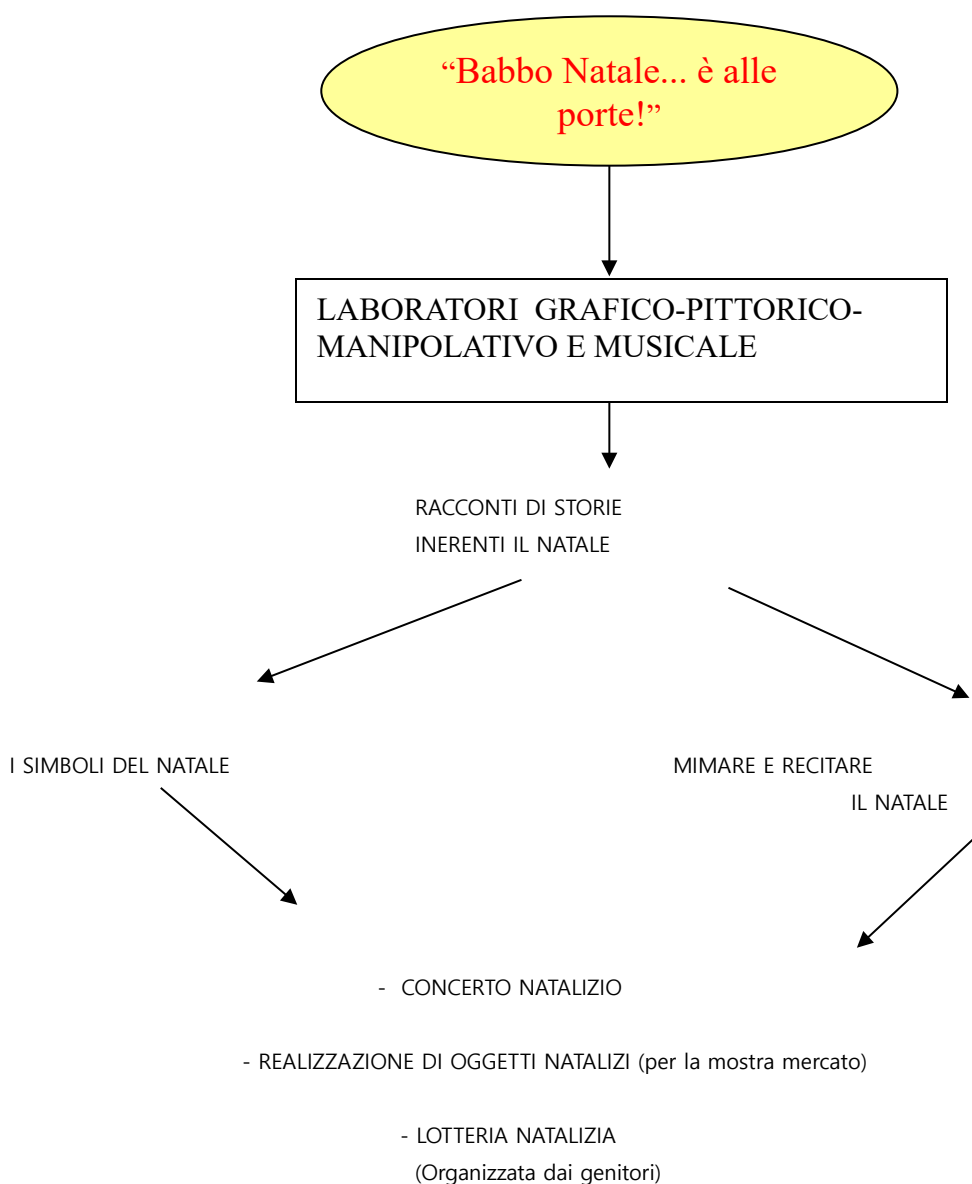 “Babbo Natale... è alle
porte!”
LABORATORI GRAFICO-PITTORICO-
MANIPOLATIVO E MUSICALE
RACCONTI DI STORIE
INERENTI IL NATALE
I SIMBOLI DEL NATALE
MIMARE E RECITARE
IL NATALE
- CONCERTO NATALIZIO
- REALIZZAZIONE DI OGGETTI NATALIZI (per la mostra mercato)
- LOTTERIA NATALIZIA
(Organizzata dai genitori)